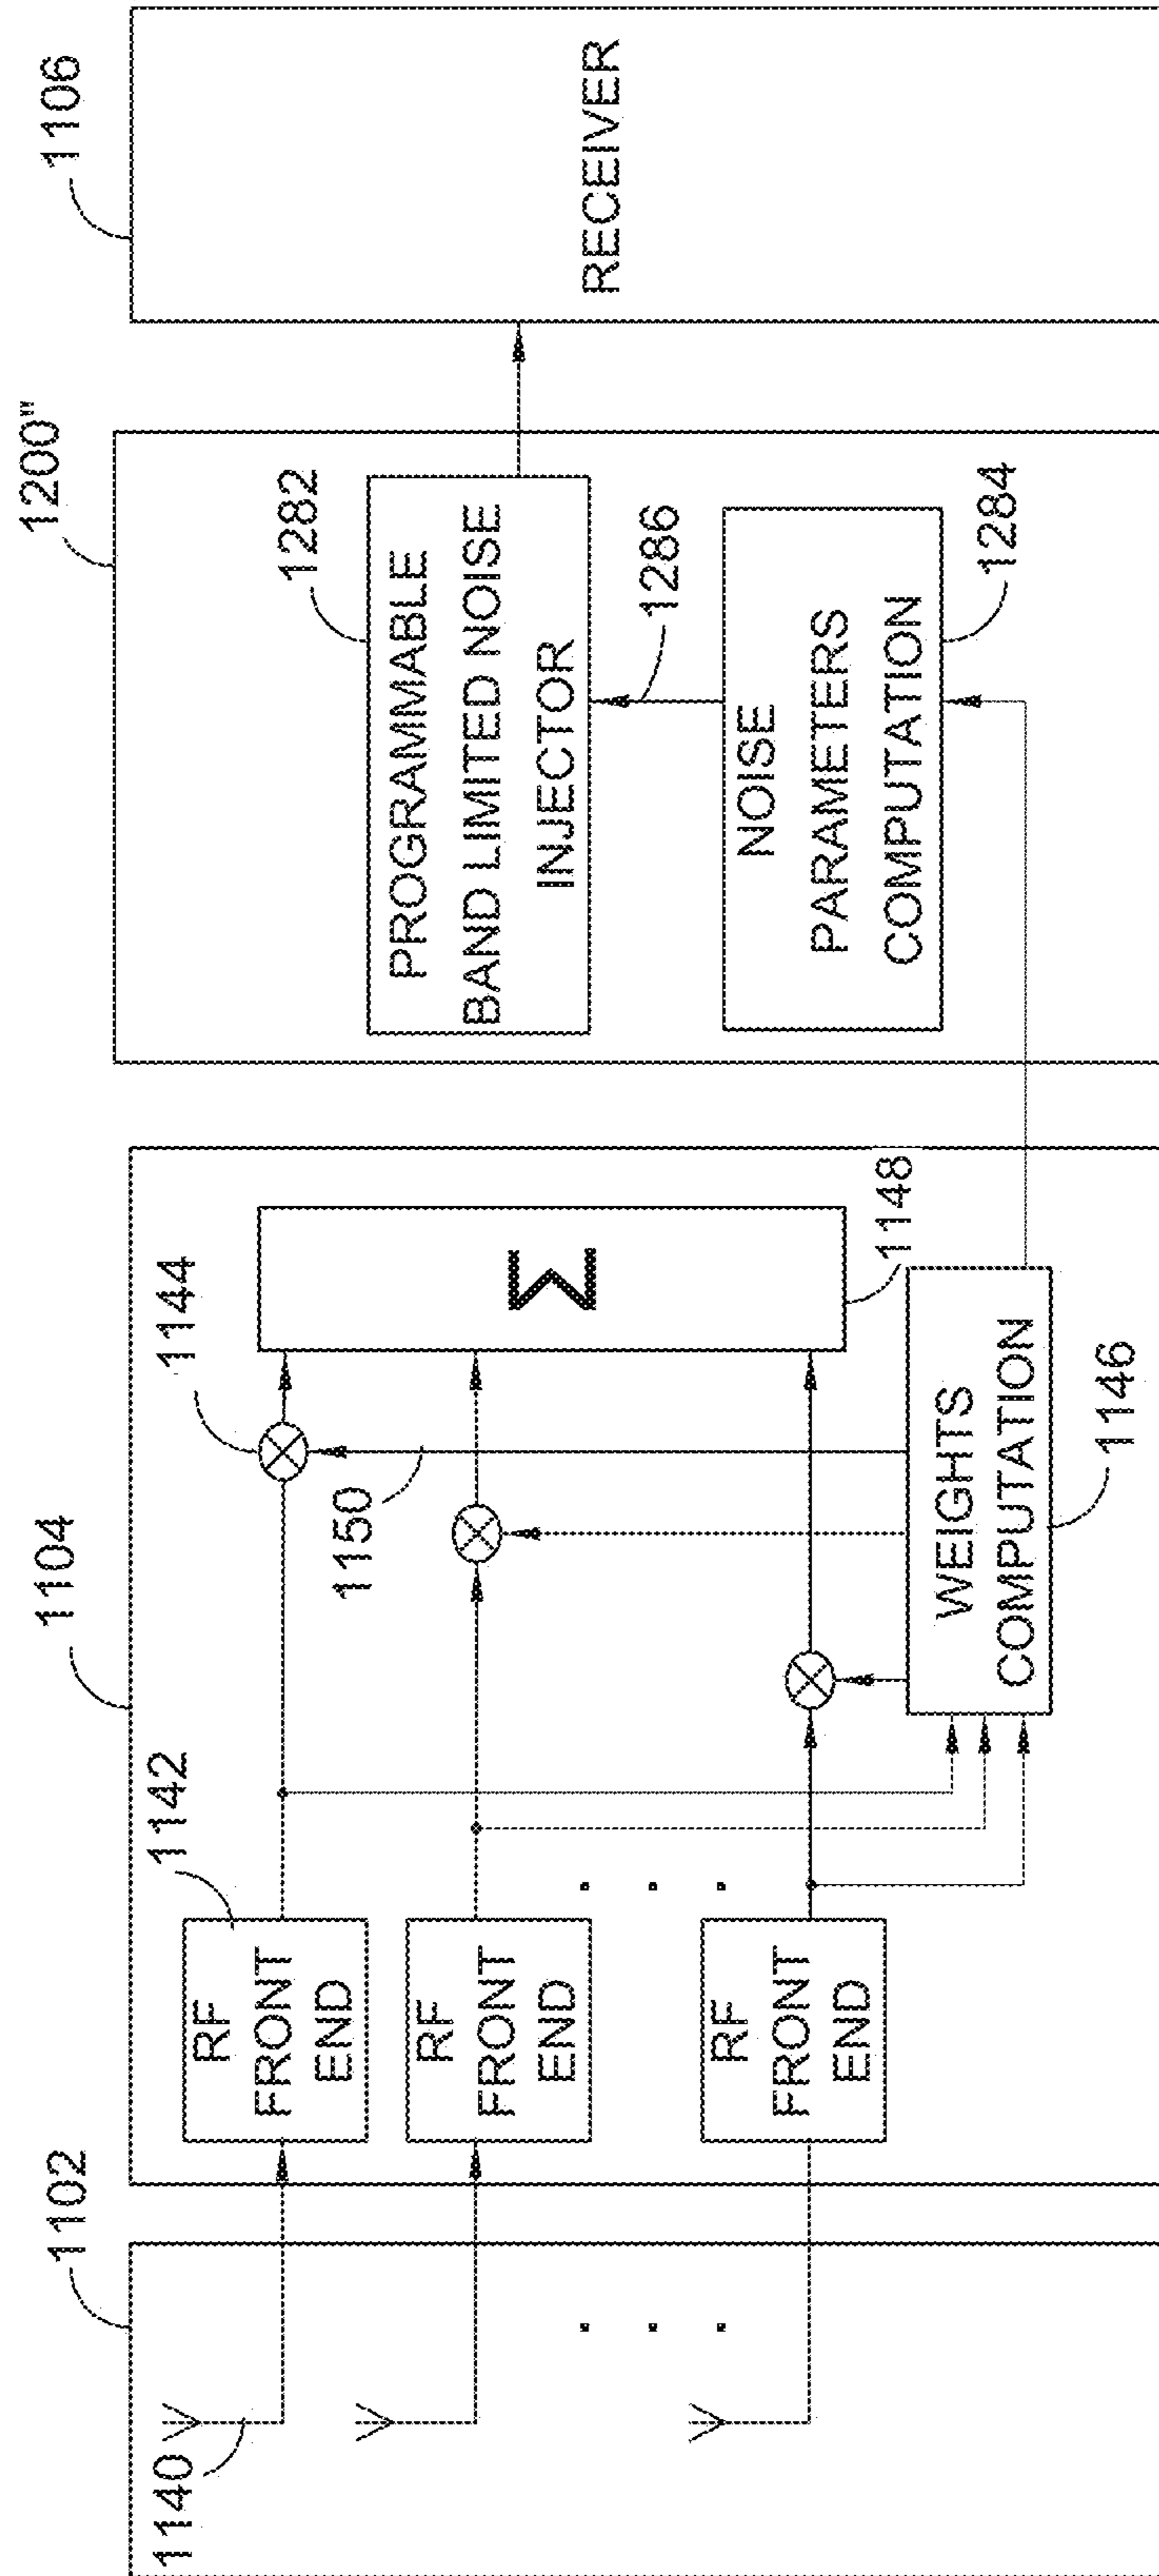 1102
1140
1104
1142
RF
FRONT
END
RF
FRONT
END
RF
FRONT
END
1144
1150
Σ
1148
WEIGHTS
COMPUTATION
1146
1200"
1282
PROGRAMMABLE
BAND LIMITED NOISE
INJECTOR
1286
NOISE
PARAMETERS
COMPUTATION
1284
1106
RECEIVER